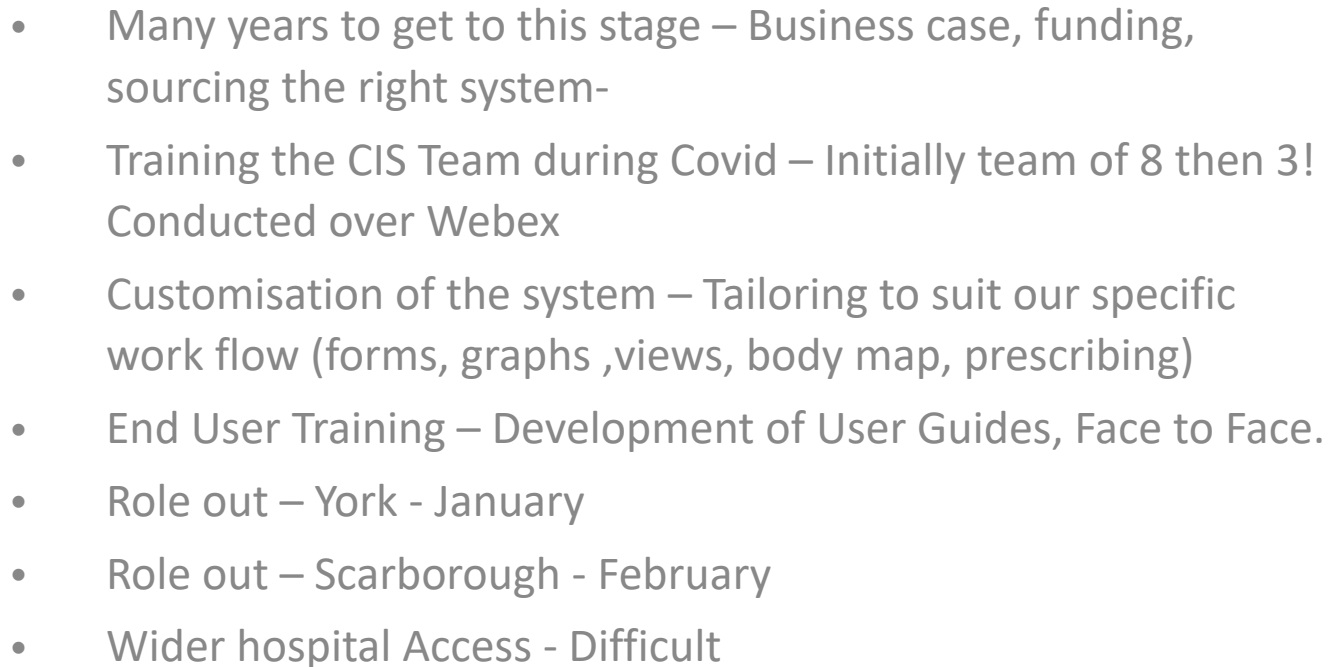 • Many years to get to this stage – Business case, funding,
sourcing the right system-
• Training the CIS Team during Covid – Initially team of 8 then 3!
Conducted over Webex
• Customisation of the system – Tailoring to suit our specific
work flow (forms, graphs ,views, body map, prescribing)
• End User Training – Development of User Guides, Face to Face.
• Role out – York - January
• Role out – Scarborough - February
• Wider hospital Access - Difficult